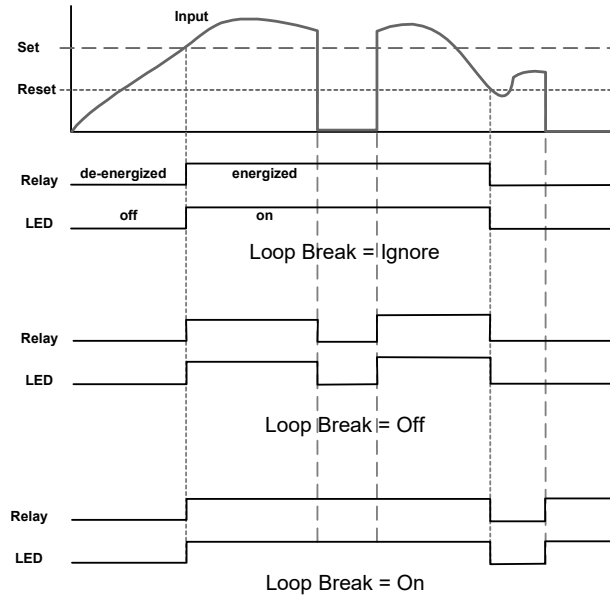 Input
Set
Reset
de-energized energized
Relay
off on
LED
Loop Break = Ignore
Relay
LED
Loop Break = Off
Relay
LED
Loop Break = On